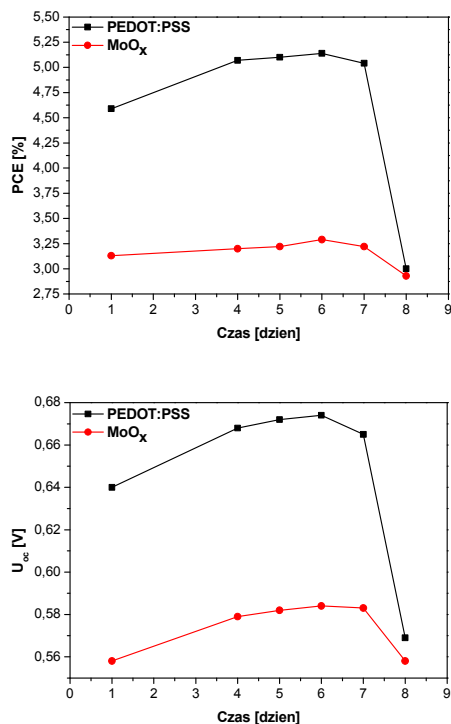 5,50
5,25
5,00
4,75
4,50
4,25
4,00
3,75
3,50
3,25
3,00
2,75
PCE [%]
PEDOT:PSS
MoOx
0 1 2 3 4 5 6 7 8 9
Czas [dzien]
0,68
0,66
0,64
0,62
0,60
0,58
0,56
Uoc [V]
PEDOT:PSS
MoOx
0 1 2 3 4 5 6 7 8 9
Czas [dzien]